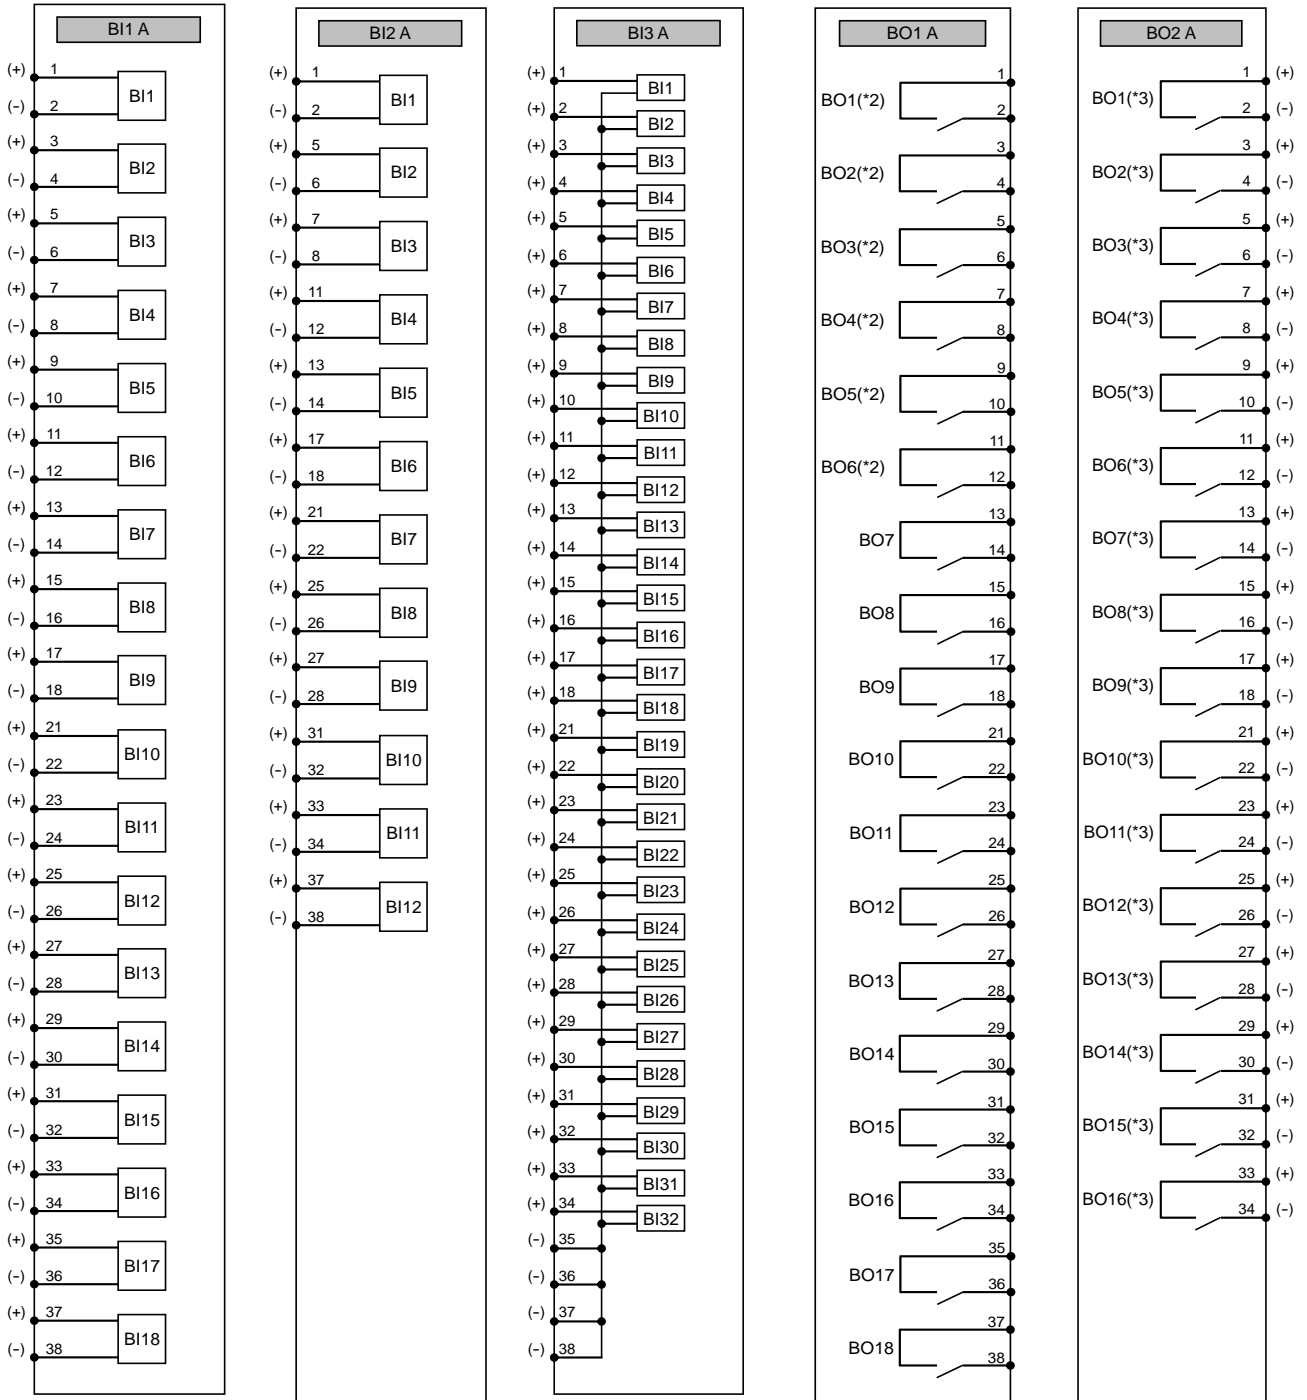 BI1 A
(+) 1
BI1
(-) 2
(+) 3
BI2
(-) 4
(+) 5
BI3
(-) 6
(+) 7
BI4
(-) 8
(+) 9
BI5
(-) 10
(+) 11
BI6
(-) 12
(+) 13
BI7
(-) 14
(+) 15
BI8
(-) 16
(+) 17
BI9
(-) 18
(+) 21
BI10
(-) 22
(+) 23
BI11
(-) 24
(+) 25
BI12
(-) 26
(+) 27
BI13
(-) 28
(+) 29
BI14
(-) 30
(+) 31
BI15
(-) 32
(+) 33
BI16
(-) 34
(+) 35
BI17
(-) 36
(+) 37
BI18
(-) 38
BI2 A
(+) 1
BI1
(-) 2
(+) 5
BI2
(-) 6
(+) 7
BI3
(-) 8
(+) 11
BI4
(-) 12
(+) 13
BI5
(-) 14
(+) 17
BI6
(-) 18
(+) 21
BI7
(-) 22
(+) 25
BI8
(-) 26
(+) 27
BI9
(-) 28
(+) 31
BI10
(-) 32
(+) 33
BI11
(-) 34
(+) 37
BI12
(-) 38
BI3 A
(+) 1 BI1
(+) 2 BI2
(+) 3 BI3
(+) 4 BI4
(+) 5 BI5
(+) 6 BI6
(+) 7 BI7
(+) 8 BI8
(+) 9 BI9
(+) 10 BI10
(+) 11 BI11
(+) 12 BI12
(+) 13 BI13
(+) 14 BI14
(+) 15 BI15
(+) 16 BI16
(+) 17 BI17
(+) 18 BI18
(+) 21 BI19
(+) 22 BI20
(+) 23 BI21
(+) 24 BI22
(+) 25 BI23
(+) 26 BI24
(+) 27 BI25
(+) 28 BI26
(+) 29 BI27
(+) 30 BI28
(+) 31 BI29
(+) 32 BI30
(+) 33 BI31
(+) 34 BI32
(-) 35
(-) 36
(-) 37
(-) 38
BO1 A
1
BO1(*2)
2
3
BO2(*2)
4
5
BO3(*2)
6
7
BO4(*2)
8
9
BO5(*2)
10
11
BO6(*2)
12
13
BO7
14
15
BO8
16
17
BO9
18
21
BO10
22
23
BO11
24
25
BO12
26
27
BO13
28
29
BO14
30
31
BO15
32
33
BO16
34
35
BO17
36
37
BO18
38
BO2 A
1 (+)
BO1(*3)
2 (-)
3 (+)
BO2(*3)
4 (-)
5 (+)
BO3(*3)
6 (-)
7 (+)
BO4(*3)
8 (-)
9 (+)
BO5(*3)
10 (-)
11 (+)
BO6(*3)
12 (-)
13 (+)
BO7(*3)
14 (-)
15 (+)
BO8(*3)
16 (-)
17 (+)
BO9(*3)
18 (-)
21 (+)
BO10(*3)
22 (-)
23 (+)
BO11(*3)
24 (-)
25 (+)
BO12(*3)
26 (-)
27 (+)
BO13(*3)
28 (-)
29 (+)
BO14(*3)
30 (-)
31 (+)
BO15(*3)
32 (-)
33 (+)
BO16(*3)
34 (-)